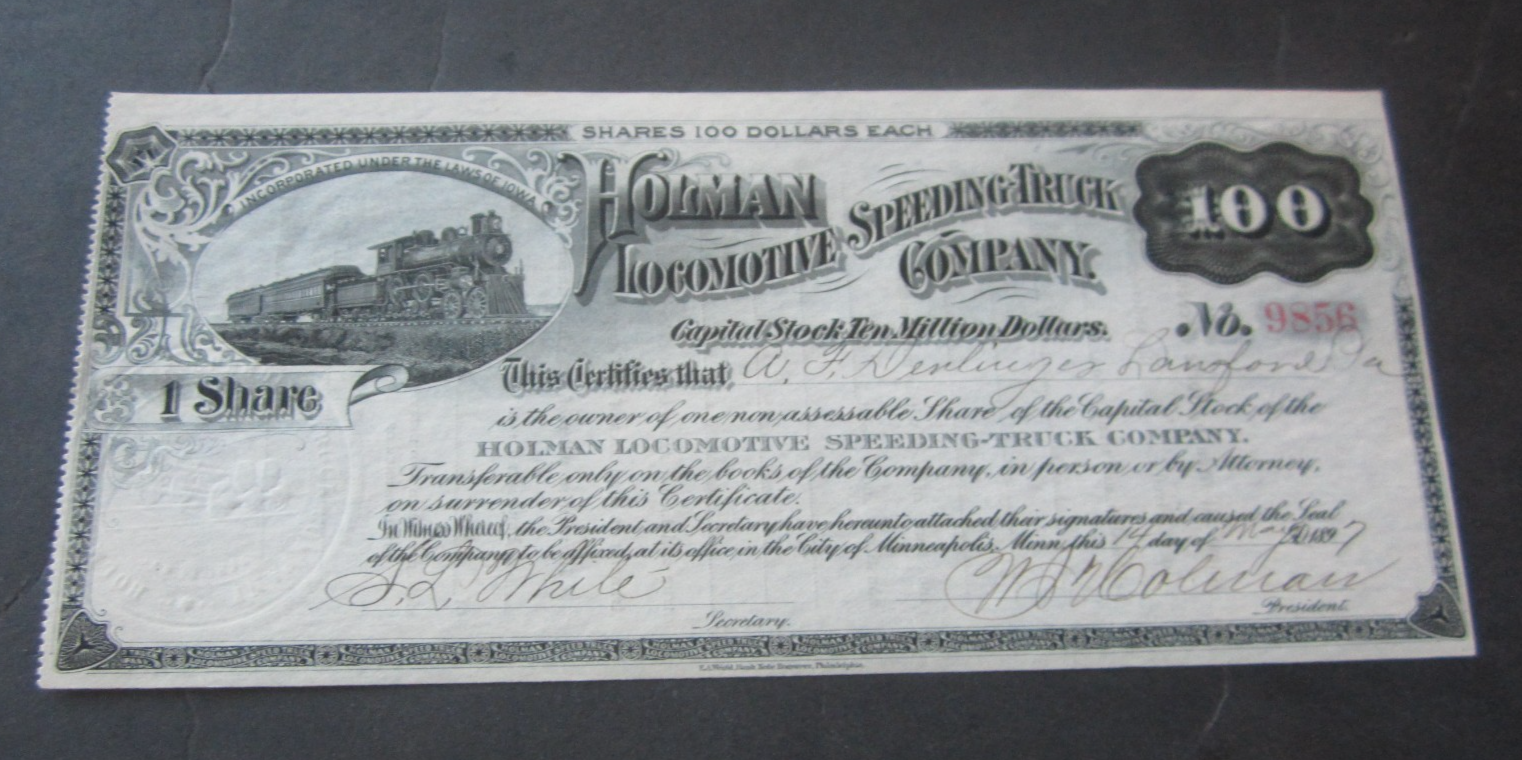 SHARES 100 DOLLARS EACH
INCORPORATED UNDER THE LAWS OF IOWA
HOLMAN
LOCOMOTIVE
SPEEDING-TRUCK
COMPANY.
100
Capital Stock Ten Million Dollars.
No. 9856
1 Share
This Certifies that A. F. Derlinger Lansford Pa
is the owner of one non assessable Share of the Capital Stock of the
HOLMAN LOCOMOTIVE SPEEDING-TRUCK COMPANY.
Transferable only on the books of the Company, in person or by Attorney,
on surrender of this Certificate.
In Witness Whereof, the President and Secretary have hereunto attached their signatures and caused the Seal
of the Company to be affixed, at its office in the City of Minneapolis, Minn. this 14 day of May 1897
S. L. White
W J Holman
Secretary.
President.